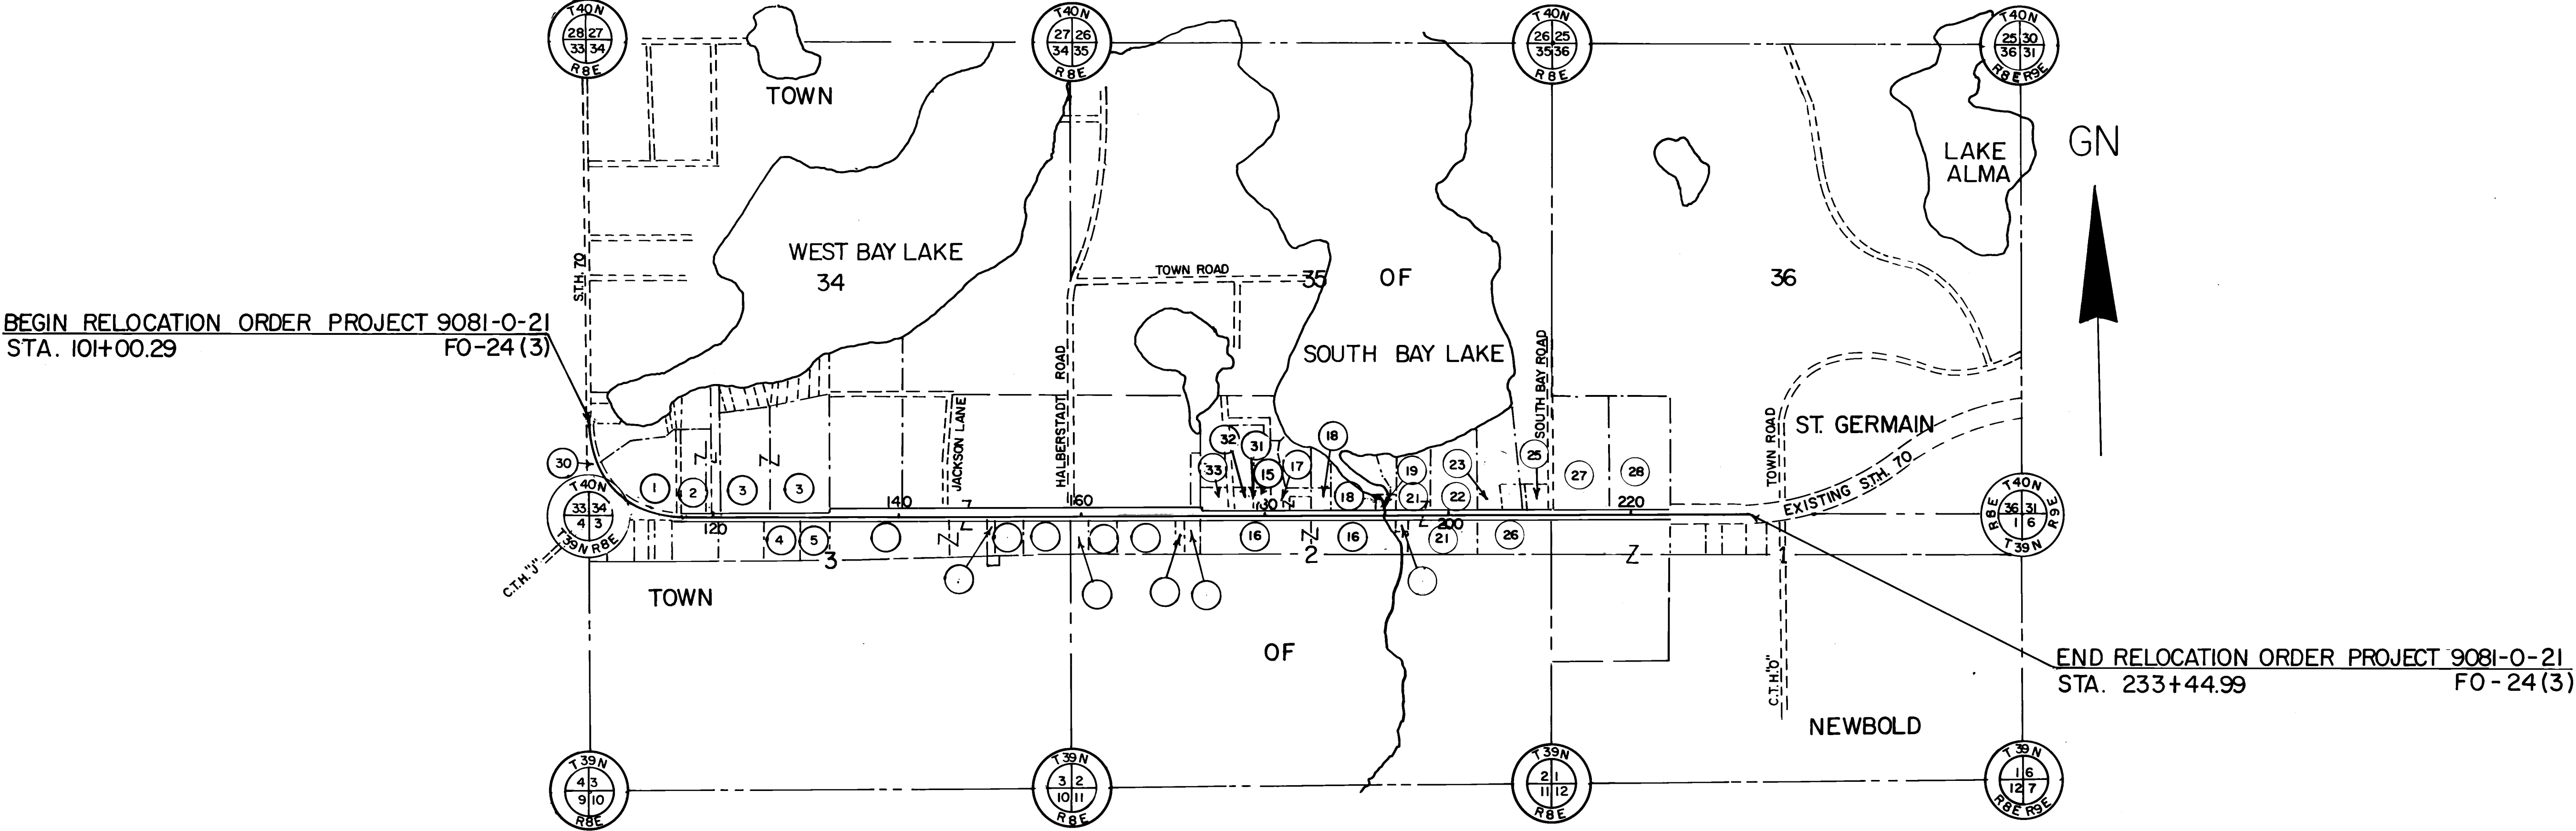 T40N
28 27
33 34
R8E
T40N
27 26
34 35
R8E
T40N
26 25
35 36
R8E
T40N
25 30
36 31
R8E R9E
TOWN
GN
LAKE
ALMA
WEST BAY LAKE
34
S.T.H. 70
TOWN ROAD
35
OF
36
BEGIN RELOCATION ORDER PROJECT 9081-0-21
STA. 101+00.29
FO-24(3)
SOUTH BAY LAKE
HALBERSTADT ROAD
SOUTH BAY ROAD
JACKSON LANE
TOWN ROAD
ST. GERMAIN
EXISTING S.T.H. 70
30
1
2
3
3
32
31
18
33
15
17
18
19
21
23
22
25
27
28
120
140
160
200
220
T40N
33 34
4 3
T39N R8E
T40N
R8E
36 31
1 6
R9E
T39N
4
5
16
16
21
26
3
2
1
C.T.H. "J"
TOWN
OF
C.T.H. "O"
END RELOCATION ORDER PROJECT 9081-0-21
STA. 233+44.99
FO-24(3)
NEWBOLD
T39N
4 3
9 10
R8E
T39N
3 2
10 11
R8E
T39N
2 1
11 12
R8E
T39N
1 6
12 7
R8E R9E